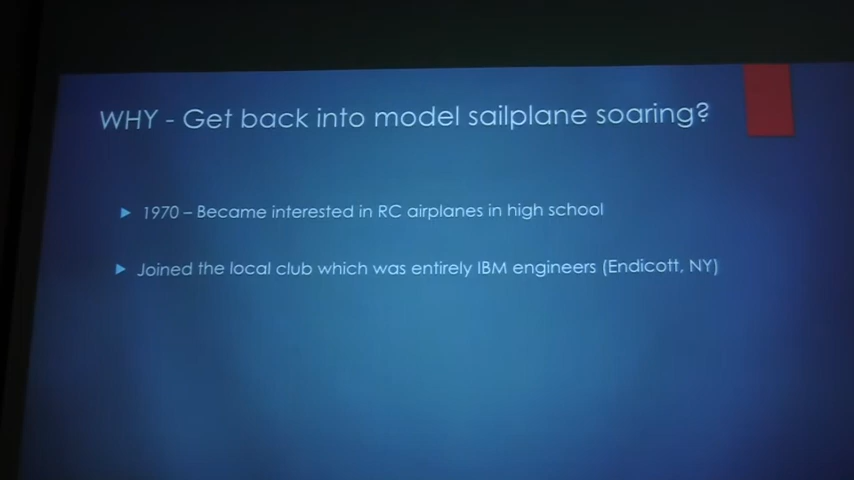 WHY - Get back into model sailplane soaring?
1970 – Became interested in RC airplanes in high school
Joined the local club which was entirely IBM engineers (Endicott, NY)